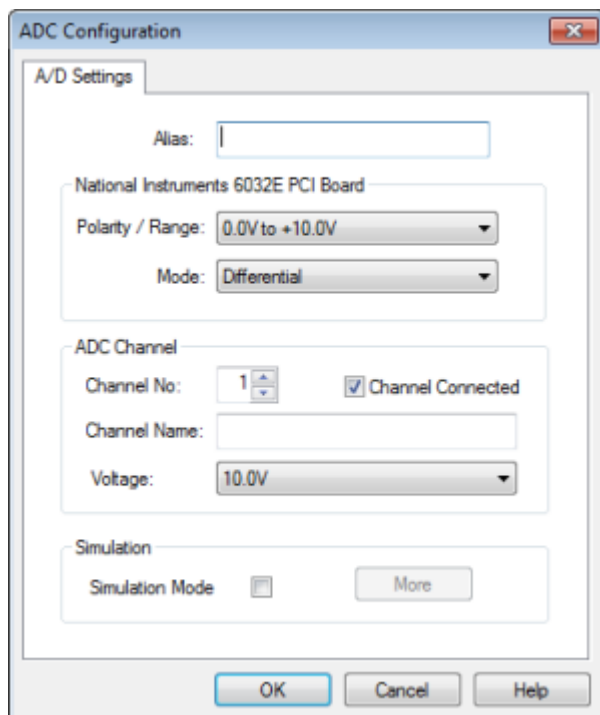 ADC Configuration
A/D Settings
Alias:
National Instruments 6032E PCI Board
Polarity / Range: 0.0V to +10.0V
Mode: Differential
ADC Channel
Channel No: 1 Channel Connected
Channel Name:
Voltage: 10.0V
Simulation
Simulation Mode More
OK Cancel Help